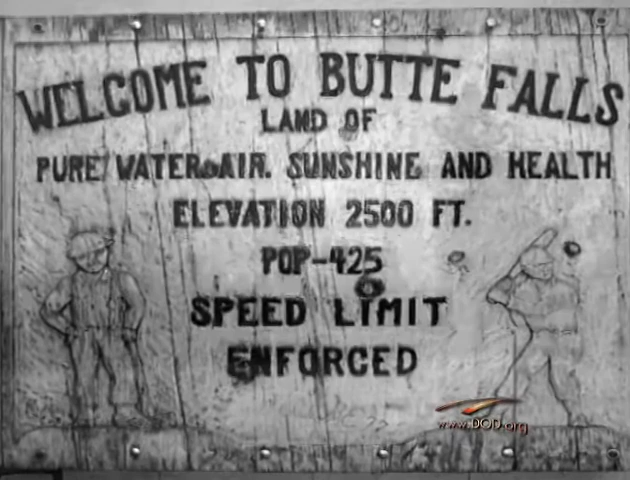 WELCOME TO BUTTE FALLS
LAND OF
PURE WATER & AIR. SUNSHINE AND HEALTH
ELEVATION 2500 FT.
POP-425
SPEED LIMIT
ENFORCED
www.DOD.org